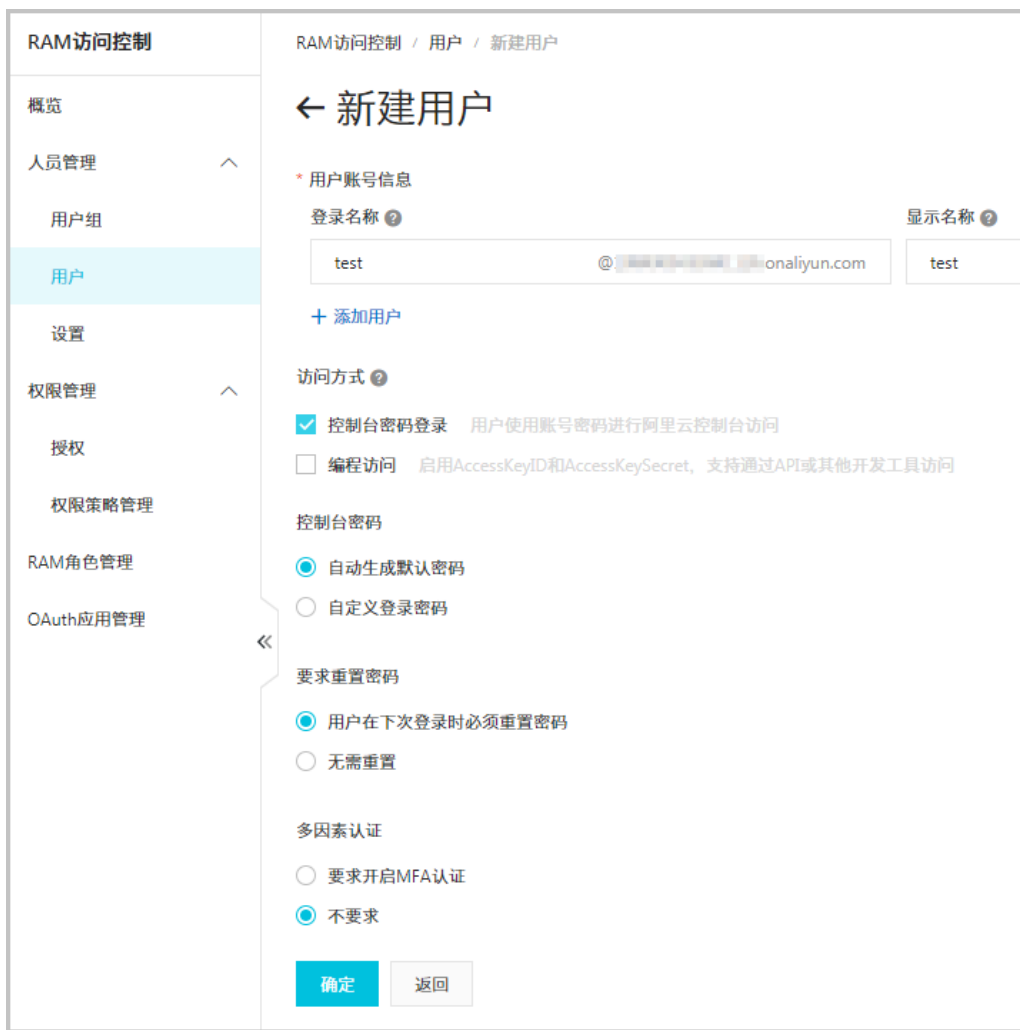 RAM访问控制
概览
人员管理
用户组
用户
设置
权限管理
授权
权限策略管理
RAM角色管理
OAuth应用管理
RAM访问控制 / 用户 / 新建用户
← 新建用户
* 用户账号信息
登录名称 显示名称
test @ onaliyun.com test
+ 添加用户
访问方式
控制台密码登录 用户使用账号密码进行阿里云控制台访问
编程访问 启用AccessKeyID和AccessKeySecret，支持通过API或其他开发工具访问
控制台密码
自动生成默认密码
自定义登录密码
要求重置密码
用户在下次登录时必须重置密码
无需重置
多因素认证
要求开启MFA认证
不要求
确定 返回